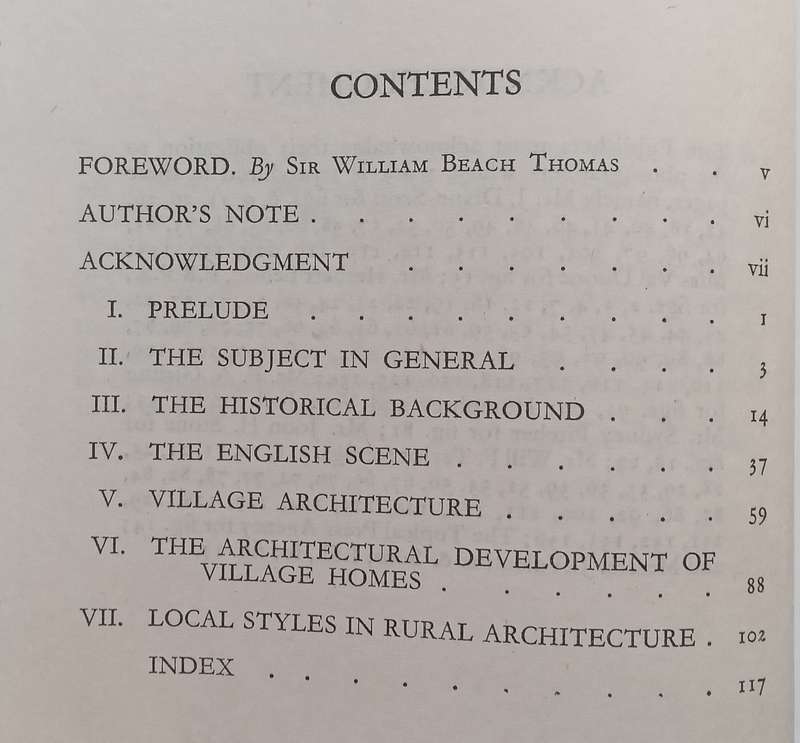 CONTENTS
FOREWORD. By Sir William Beach Thomas . . v
AUTHOR'S NOTE . . . . . . . . . vi
ACKNOWLEDGMENT . . . . . . . vii
I. PRELUDE . . . . . . . . . 1
II. THE SUBJECT IN GENERAL . . . . 3
III. THE HISTORICAL BACKGROUND . . . 14
IV. THE ENGLISH SCENE . . . . . . 37
V. VILLAGE ARCHITECTURE . . . . . 59
VI. THE ARCHITECTURAL DEVELOPMENT OF
VILLAGE HOMES . . . . . . 88
VII. LOCAL STYLES IN RURAL ARCHITECTURE . 102
INDEX . . . . . . . . . . 117